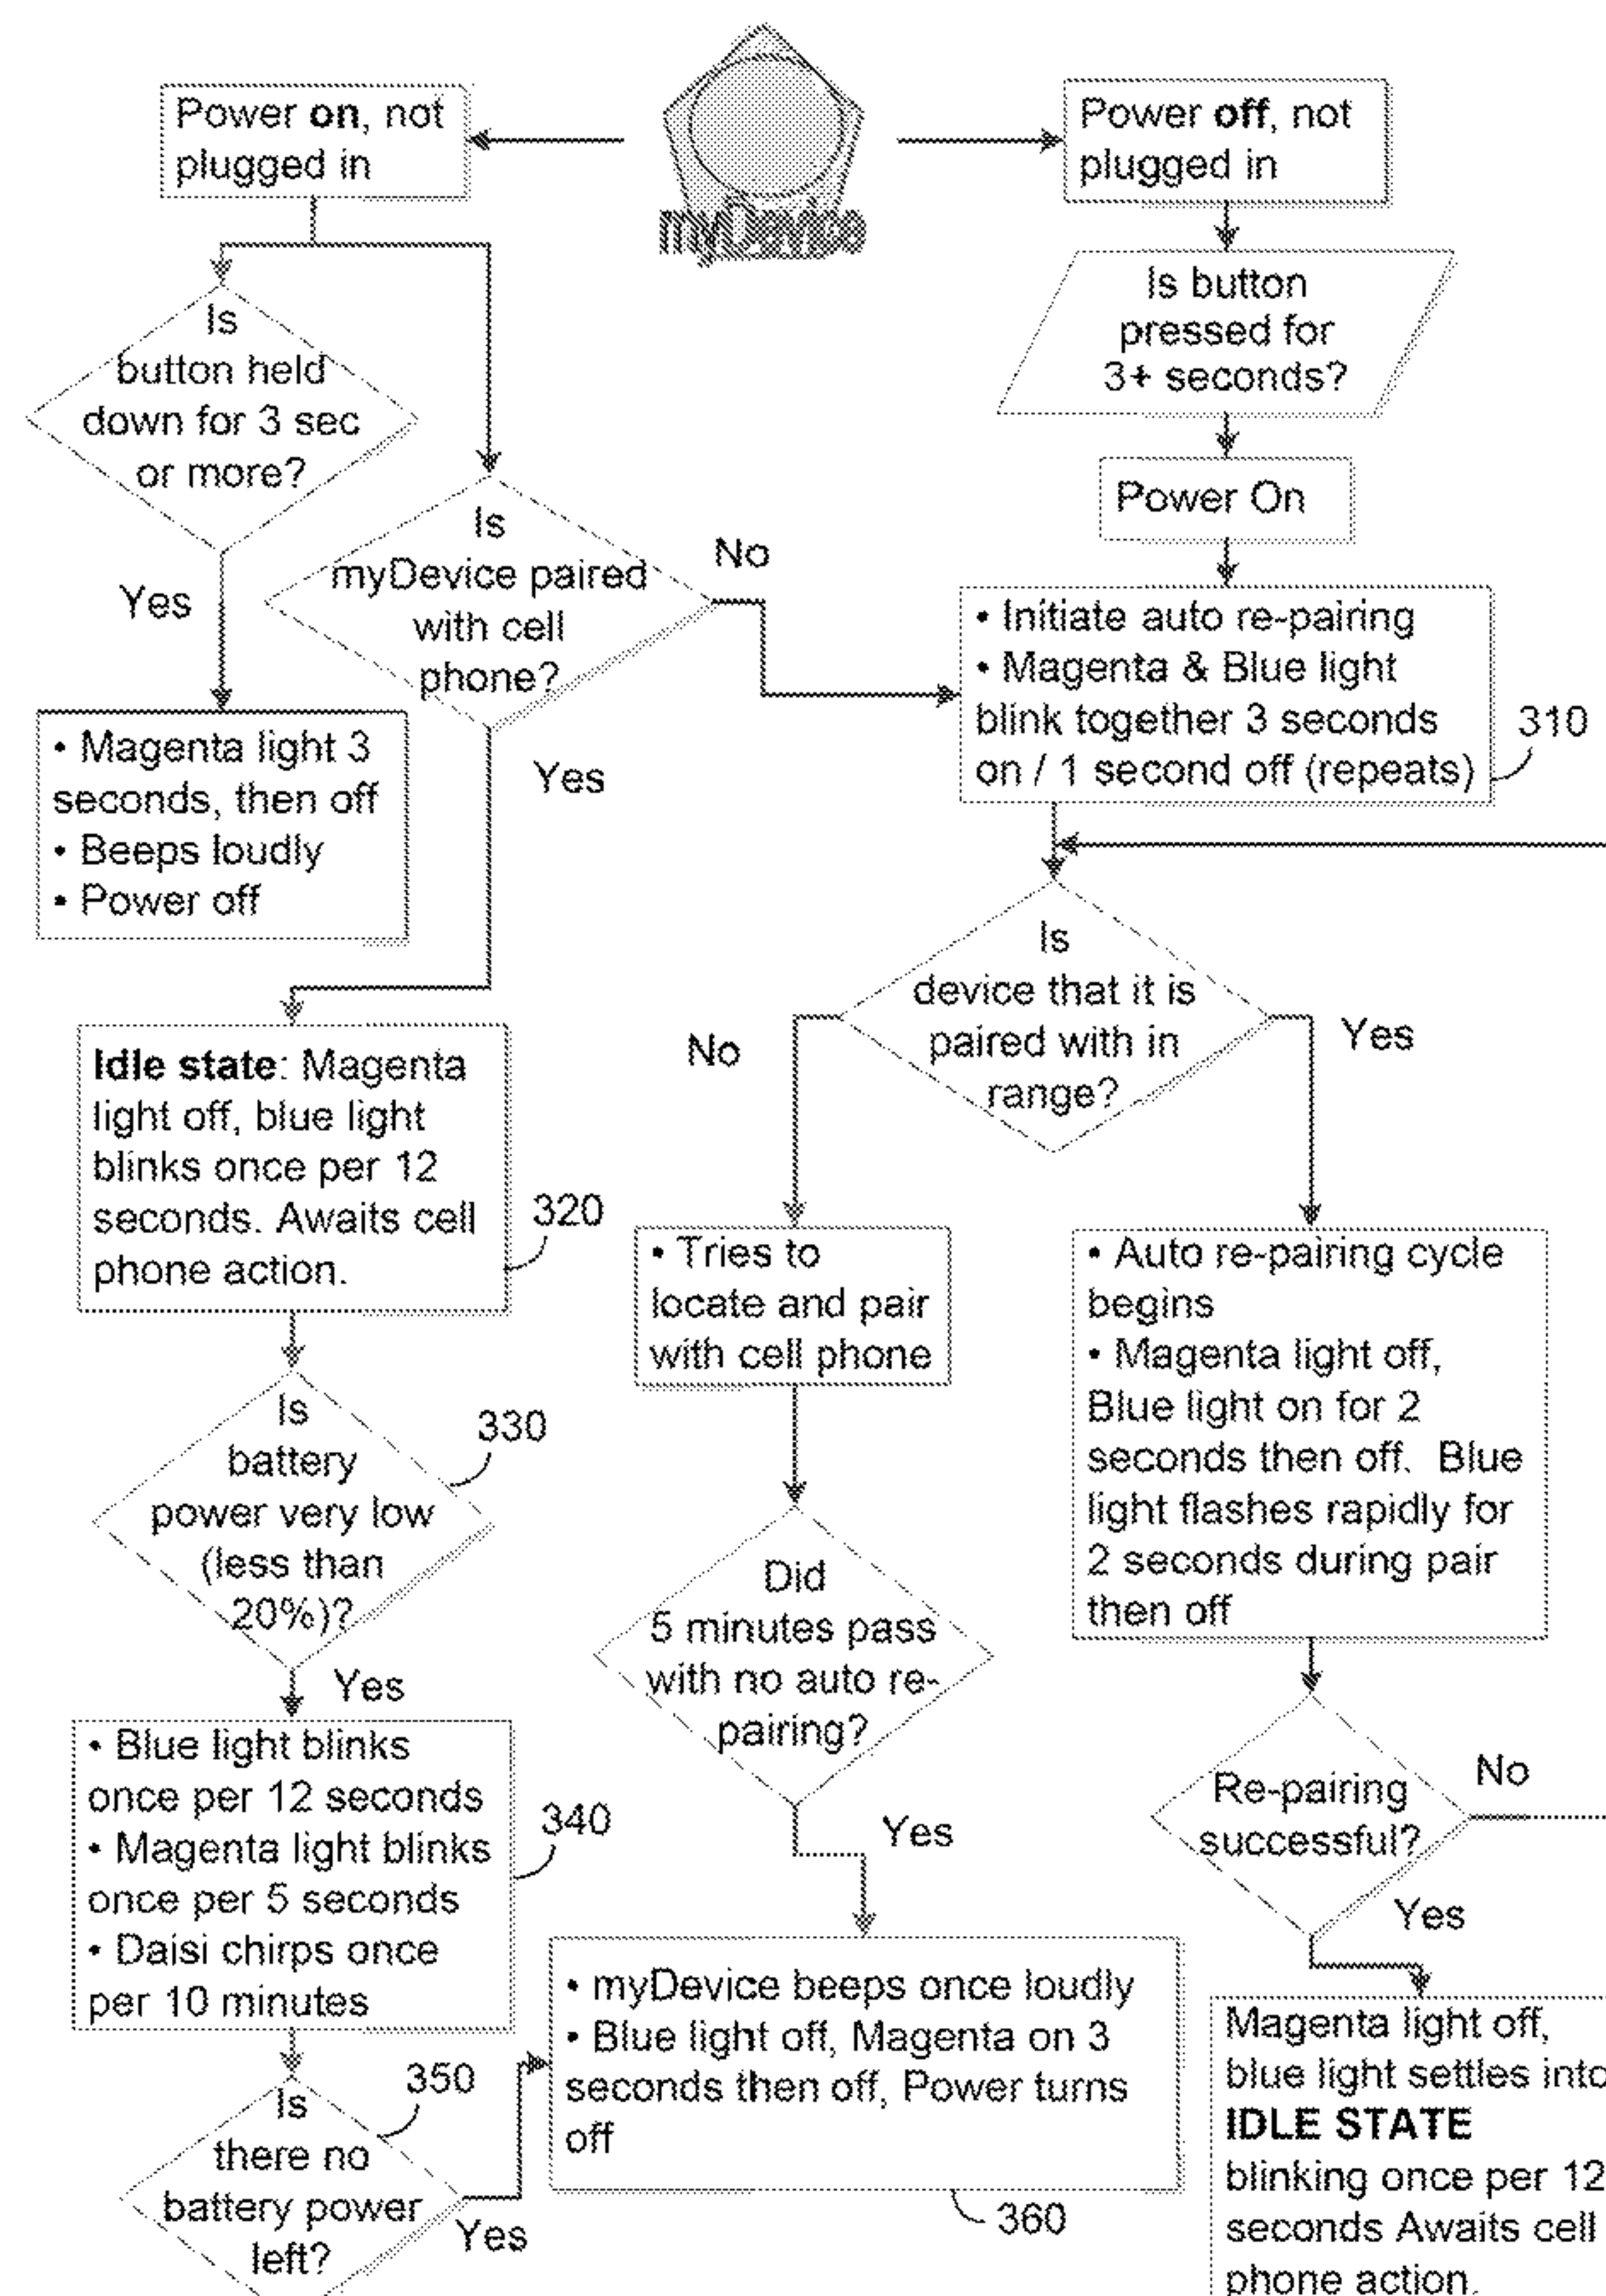 Power on, not
plugged in
myDevice
Power off, not
plugged in
Is
button held
down for 3 sec
or more?
Yes
• Magenta light 3
seconds, then off
• Beeps loudly
• Power off
Is
myDevice paired
with cell
phone?
No
Yes
Is button
pressed for
3+ seconds?
Power On
• Initiate auto re-pairing
• Magenta & Blue light
blink together 3 seconds
on / 1 second off (repeats)
310
Idle state: Magenta
light off, blue light
blinks once per 12
seconds. Awaits cell
phone action.
320
Is
battery
power very low
(less than
20%)?
330
Yes
• Blue light blinks
once per 12 seconds
• Magenta light blinks
once per 5 seconds
• Daisi chirps once
per 10 minutes
340
Is
there no
battery power
left?
350
Yes
Is
device that it is
paired with in
range?
No
Yes
• Tries to
locate and pair
with cell phone
Did
5 minutes pass
with no auto re-
pairing?
Yes
• myDevice beeps once loudly
• Blue light off, Magenta on 3
seconds then off, Power turns
off
360
• Auto re-pairing cycle
begins
• Magenta light off,
Blue light on for 2
seconds then off. Blue
light flashes rapidly for
2 seconds during pair
then off
Re-pairing
successful?
No
Yes
Magenta light off,
blue light settles into
IDLE STATE
blinking once per 12
seconds Awaits cell
phone action.